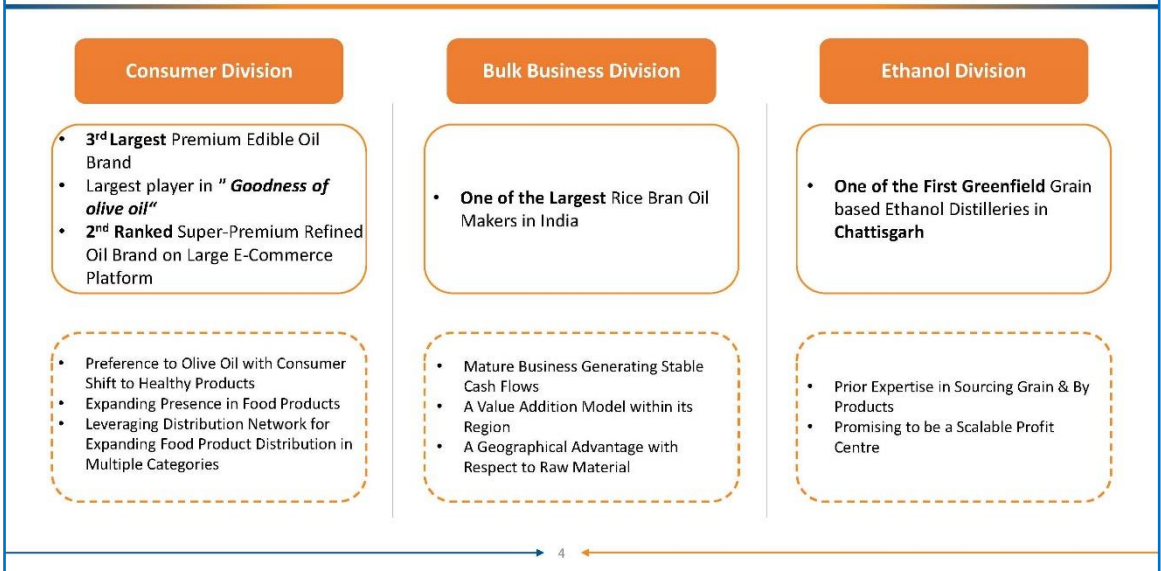 Consumer Division
• 3rd Largest Premium Edible Oil
Brand
• Largest player in " Goodness of
olive oil“
• 2nd Ranked Super-Premium Refined
Oil Brand on Large E-Commerce
Platform
• Preference to Olive Oil with Consumer
Shift to Healthy Products
• Expanding Presence in Food Products
• Leveraging Distribution Network for
Expanding Food Product Distribution in
Multiple Categories
Bulk Business Division
• One of the Largest Rice Bran Oil
Makers in India
• Mature Business Generating Stable
Cash Flows
• A Value Addition Model within its
Region
• A Geographical Advantage with
Respect to Raw Material
Ethanol Division
• One of the First Greenfield Grain
based Ethanol Distilleries in
Chattisgarh
• Prior Expertise in Sourcing Grain & By
Products
• Promising to be a Scalable Profit
Centre
4